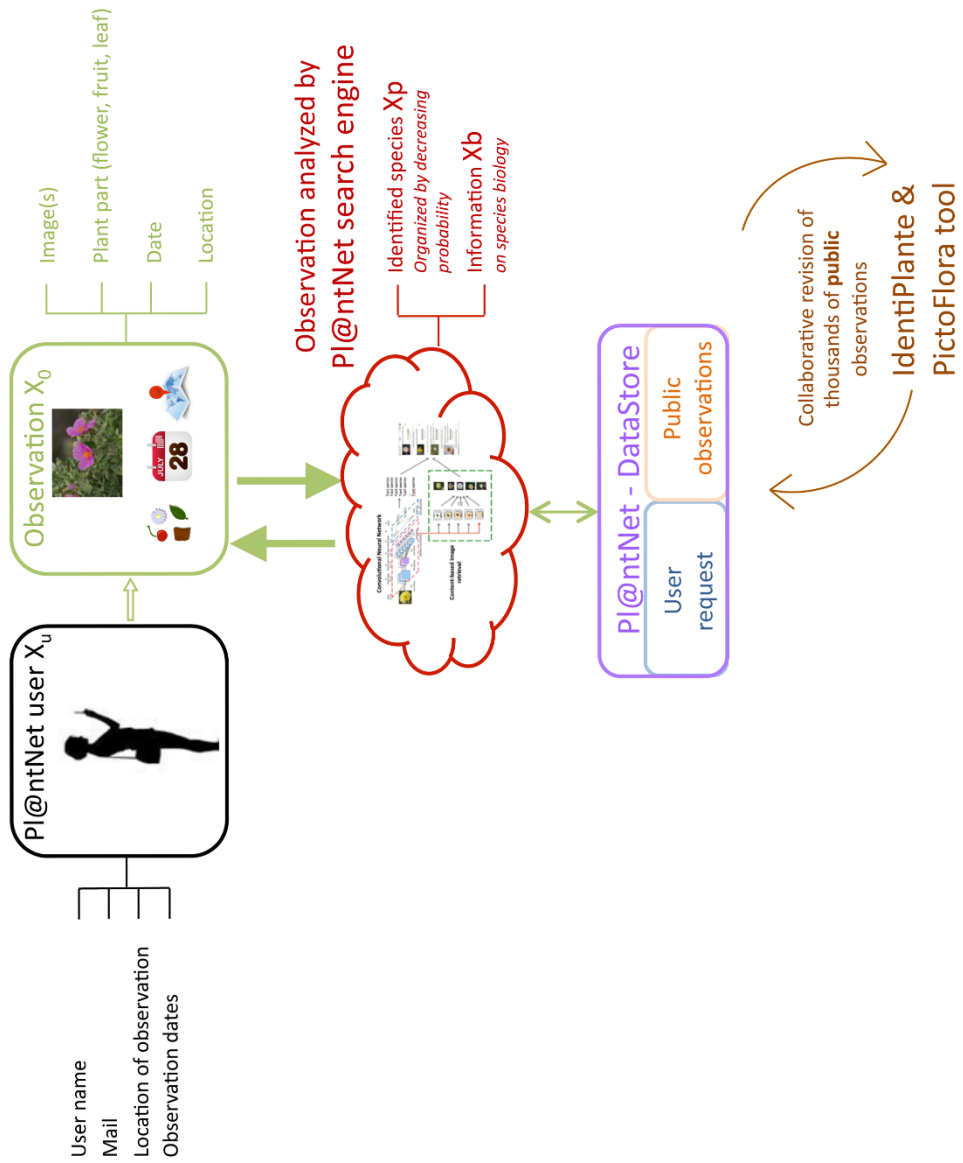 User name
Mail
Location of observation
Observation dates
Pl@ntNet user Xu
Observation X0
JULY
28
Image(s)
Plant part (flower, fruit, leaf)
Date
Location
Observation analyzed by
Pl@ntNet search engine
Identified species Xp
Organized by decreasing
probability
Information Xb
on species biology
Convolutional Neural Network
Content-based image
retrieval
Pl@ntNet - DataStore
User
request
Public
observations
Collaborative revision of
thousands of public
observations
IdentiPlante &
PictoFlora tool